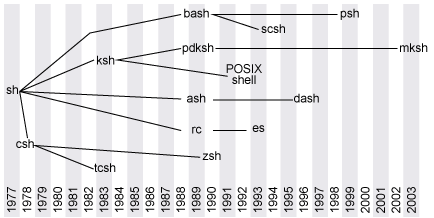 bash
psh
scsh
pdksh
mksh
ksh
POSIX
shell
sh
ash
dash
rc
es
csh
zsh
tcsh
1977
1978
1979
1980
1981
1982
1983
1984
1985
1986
1987
1988
1989
1990
1991
1992
1993
1994
1995
1996
1997
1998
1999
2000
2001
2002
2003